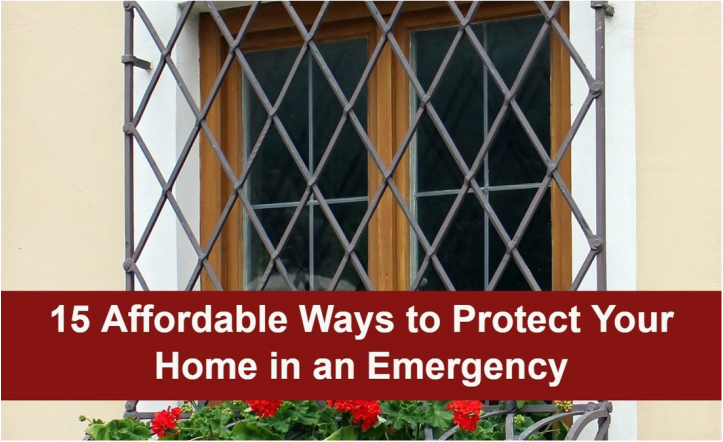 15 Affordable Ways to Protect Your
Home in an Emergency